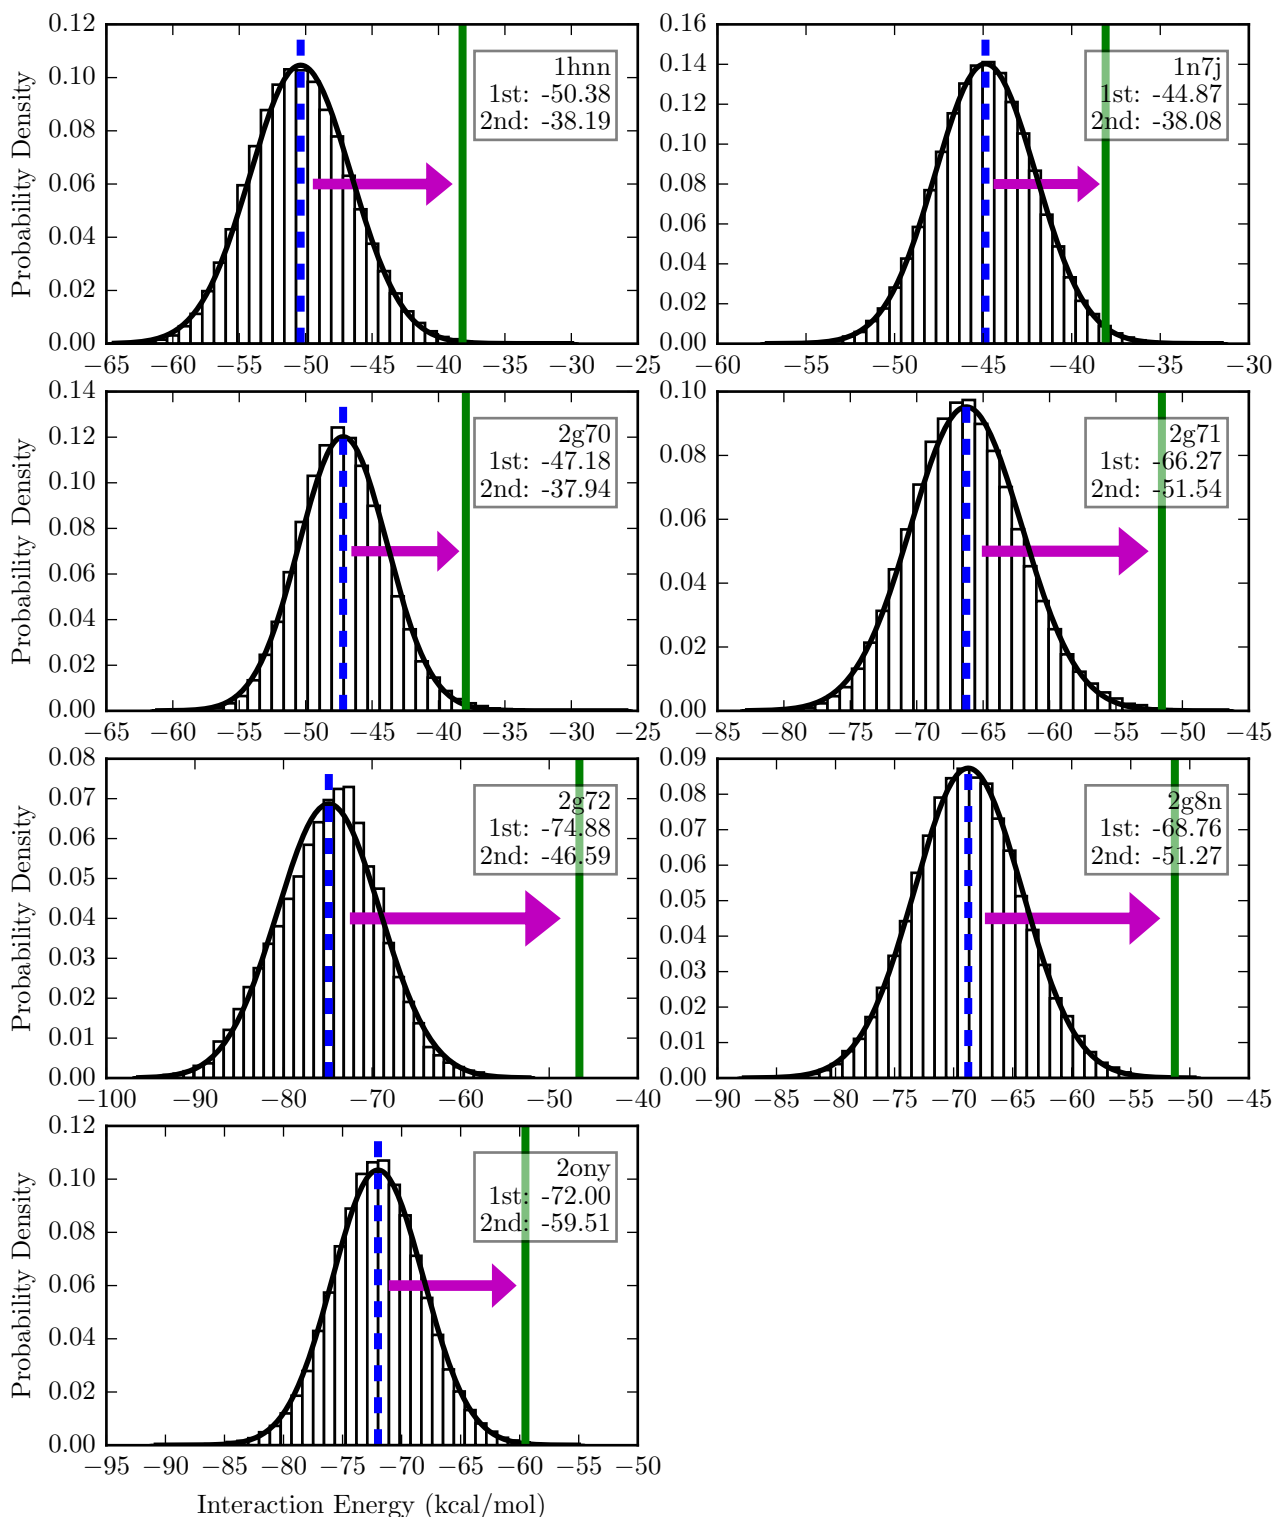 0.12
0.10
0.08
0.06
0.04
0.02
0.00
Probability Density
−65 −60 −55 −50 −45 −40 −35 −30 −25
1hnn
1st: -50.38
2nd: -38.19
0.16
0.14
0.12
0.10
0.08
0.06
0.04
0.02
0.00
−60 −55 −50 −45 −40 −35 −30
1n7j
1st: -44.87
2nd: -38.08
0.14
0.12
0.10
0.08
0.06
0.04
0.02
0.00
Probability Density
−65 −60 −55 −50 −45 −40 −35 −30 −25
2g70
1st: -47.18
2nd: -37.94
0.10
0.08
0.06
0.04
0.02
0.00
−85 −80 −75 −70 −65 −60 −55 −50 −45
2g71
1st: -66.27
2nd: -51.54
0.08
0.07
0.06
0.05
0.04
0.03
0.02
0.01
0.00
Probability Density
−100 −90 −80 −70 −60 −50 −40
2g72
1st: -74.88
2nd: -46.59
0.09
0.08
0.07
0.06
0.05
0.04
0.03
0.02
0.01
0.00
−90 −85 −80 −75 −70 −65 −60 −55 −50 −45
2g8n
1st: -68.76
2nd: -51.27
0.12
0.10
0.08
0.06
0.04
0.02
0.00
Probability Density
−95 −90 −85 −80 −75 −70 −65 −60 −55 −50
2ony
1st: -72.00
2nd: -59.51
Interaction Energy (kcal/mol)